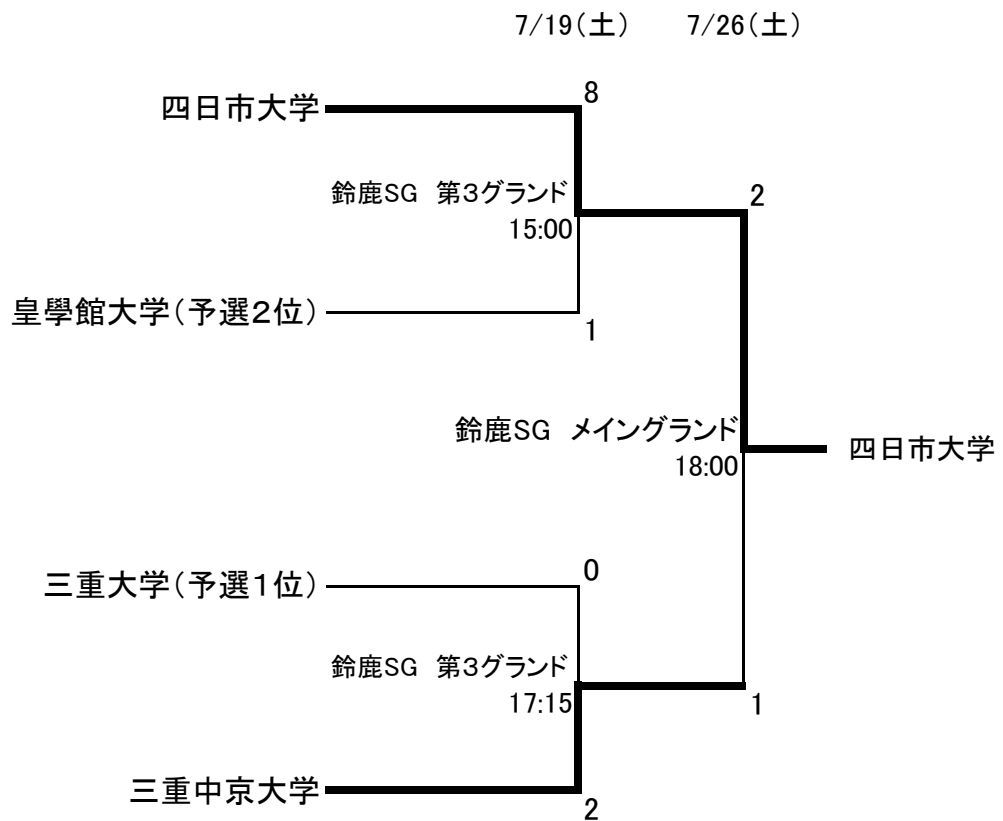 7/19(土) 7/26(土)
8
四日市大学
鈴鹿SG 第3グランド
2
15:00
皇學館大学(予選2位)
1
鈴鹿SG メイングランド
四日市大学
18:00
0
三重大学(予選1位)
鈴鹿SG 第3グランド
17:15
1
三重中京大学
2